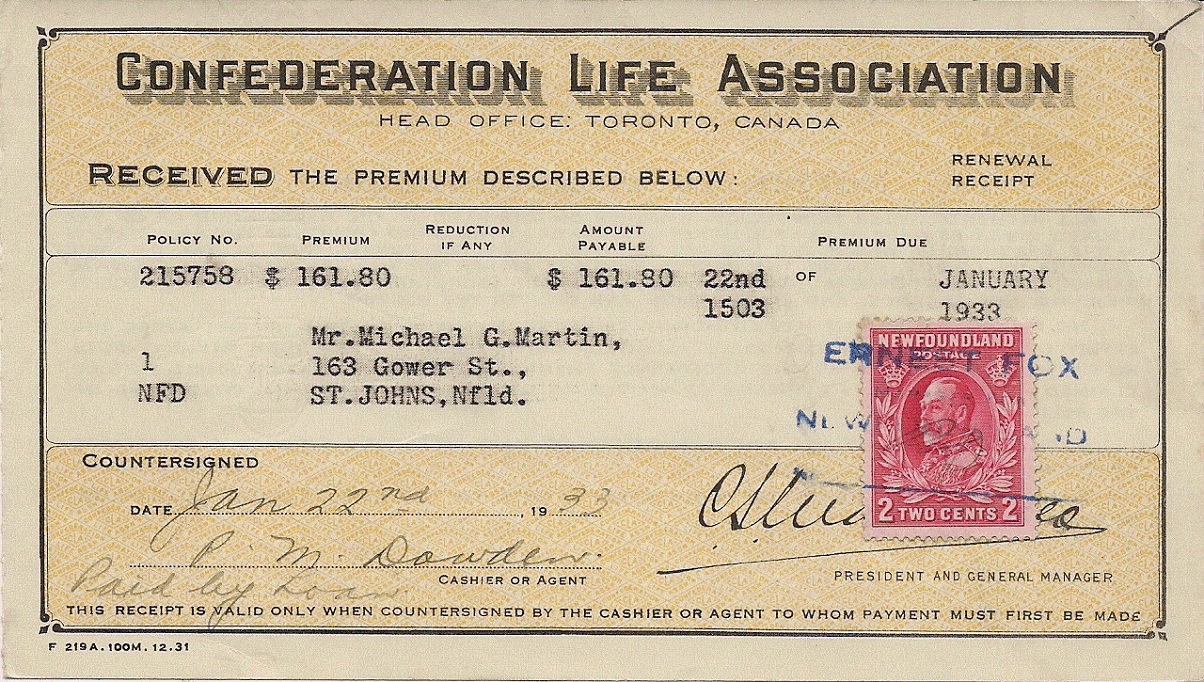 CONFEDERATION LIFE ASSOCIATION
HEAD OFFICE: TORONTO, CANADA
RECEIVED THE PREMIUM DESCRIBED BELOW:
RENEWAL
RECEIPT
POLICY NO. PREMIUM REDUCTION IF ANY AMOUNT PAYABLE PREMIUM DUE
215758 $ 161.80 $ 161.80 22nd OF JANUARY
1503 1933
Mr.Michael G.Martin,
1 163 Gower St.,
NFD ST.JOHNS,Nfld.
NEWFOUNDLAND
POSTAGE
ERNEST FOX
2 TWO CENTS 2
COUNTERSIGNED
DATE Jan 22nd 1933
P. M. Dowden.
CASHIER OR AGENT
Paid by Loan
PRESIDENT AND GENERAL MANAGER
THIS RECEIPT IS VALID ONLY WHEN COUNTERSIGNED BY THE CASHIER OR AGENT TO WHOM PAYMENT MUST FIRST BE MADE
F 219A.100M.12.31